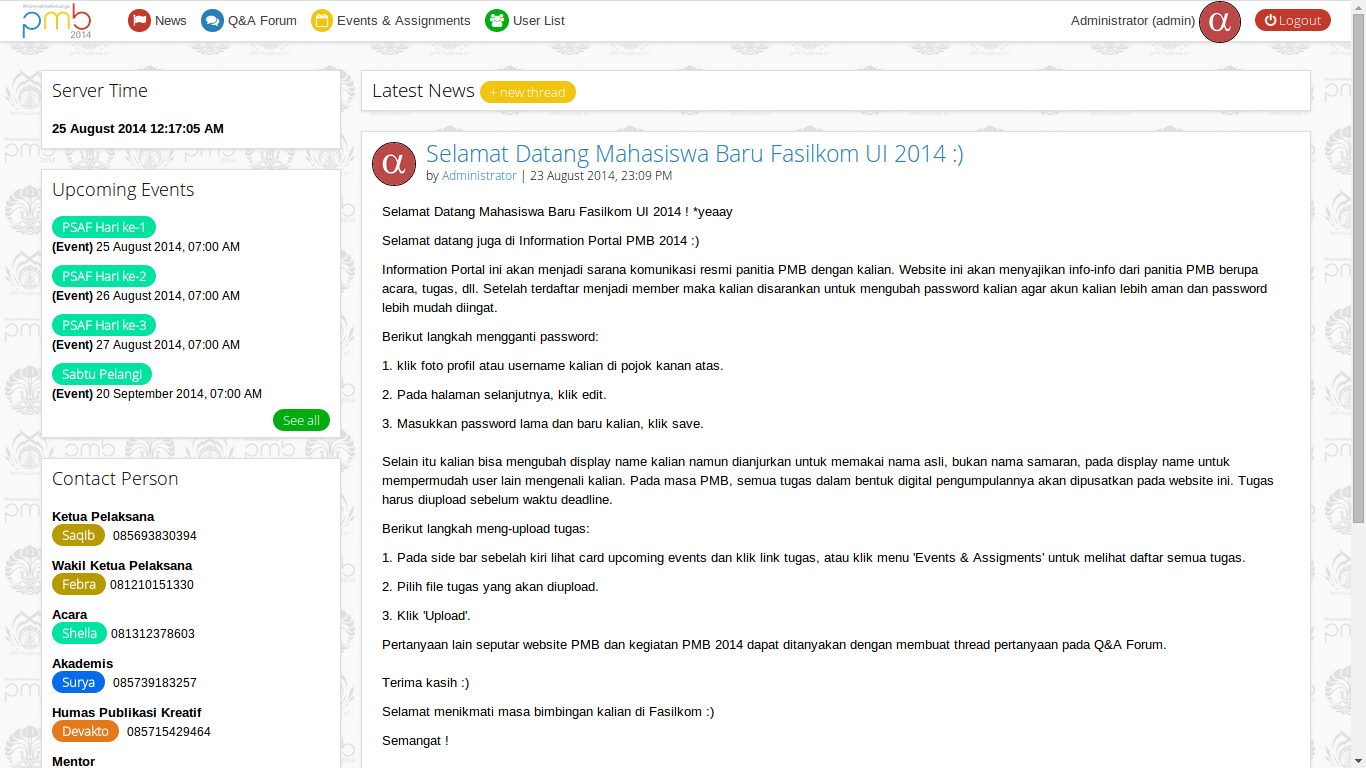 pmb
2014
News
Q&A Forum
Events & Assignments
User List
Administrator (admin)
α
Logout
Server Time
25 August 2014 12:17:05 AM
Upcoming Events
PSAF Hari ke-1
(Event) 25 August 2014, 07:00 AM
PSAF Hari ke-2
(Event) 26 August 2014, 07:00 AM
PSAF Hari ke-3
(Event) 27 August 2014, 07:00 AM
Sabtu Pelangi
(Event) 20 September 2014, 07:00 AM
See all
Contact Person
Ketua Pelaksana
Saqib 085693830394
Wakil Ketua Pelaksana
Febra 081210151330
Acara
Shella 081312378603
Akademis
Surya 085739183257
Humas Publikasi Kreatif
Devakto 085715429464
Mentor
Latest News + new thread
α
Selamat Datang Mahasiswa Baru Fasilkom UI 2014 :)
by Administrator | 23 August 2014, 23:09 PM
Selamat Datang Mahasiswa Baru Fasilkom UI 2014 ! *yeaay
Selamat datang juga di Information Portal PMB 2014 :)
Information Portal ini akan menjadi sarana komunikasi resmi panitia PMB dengan kalian. Website ini akan menyajikan info-info dari panitia PMB berupa
acara, tugas, dll. Setelah terdaftar menjadi member maka kalian disarankan untuk mengubah password kalian agar akun kalian lebih aman dan password
lebih mudah diingat.
Berikut langkah mengganti password:
1. klik foto profil atau username kalian di pojok kanan atas.
2. Pada halaman selanjutnya, klik edit.
3. Masukkan password lama dan baru kalian, klik save.
Selain itu kalian bisa mengubah display name kalian namun dianjurkan untuk memakai nama asli, bukan nama samaran, pada display name untuk
mempermudah user lain mengenali kalian. Pada masa PMB, semua tugas dalam bentuk digital pengumpulannya akan dipusatkan pada website ini. Tugas
harus diupload sebelum waktu deadline.
Berikut langkah meng-upload tugas:
1. Pada side bar sebelah kiri lihat card upcoming events dan klik link tugas, atau klik menu 'Events & Assigments' untuk melihat daftar semua tugas.
2. Pilih file tugas yang akan diupload.
3. Klik 'Upload'.
Pertanyaan lain seputar website PMB dan kegiatan PMB 2014 dapat ditanyakan dengan membuat thread pertanyaan pada Q&A Forum.
Terima kasih :)
Selamat menikmati masa bimbingan kalian di Fasilkom :)
Semangat !